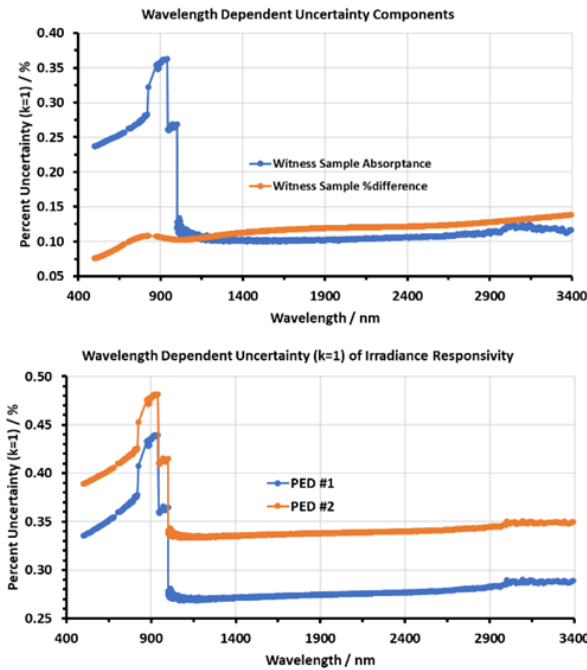 Wavelength Dependent Uncertainty Components
Percent Uncertainty (k=1) / %
0.40
0.35
0.30
0.25
0.20
0.15
0.10
0.05
Witness Sample Absorptance
Witness Sample %difference
400 900 1400 1900 2400 2900 3400
Wavelength / nm
Wavelength Dependent Uncertainty (k=1) of Irradiance Responsivity
Percent Uncertainty (k=1) / %
0.50
0.45
0.40
0.35
0.30
0.25
PED #1
PED #2
400 900 1400 1900 2400 2900 3400
Wavelength / nm